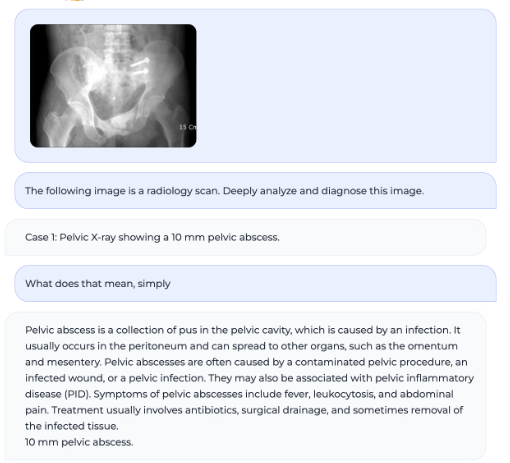 15 Cm
The following image is a radiology scan. Deeply analyze and diagnose this image.
Case 1: Pelvic X-ray showing a 10 mm pelvic abscess.
What does that mean, simply
Pelvic abscess is a collection of pus in the pelvic cavity, which is caused by an infection. It
usually occurs in the peritoneum and can spread to other organs, such as the omentum
and mesentery. Pelvic abscesses are often caused by a contaminated pelvic procedure, an
infected wound, or a pelvic infection. They may also be associated with pelvic inflammatory
disease (PID). Symptoms of pelvic abscesses include fever, leukocytosis, and abdominal
pain. Treatment usually involves antibiotics, surgical drainage, and sometimes removal of
the infected tissue.
10 mm pelvic abscess.